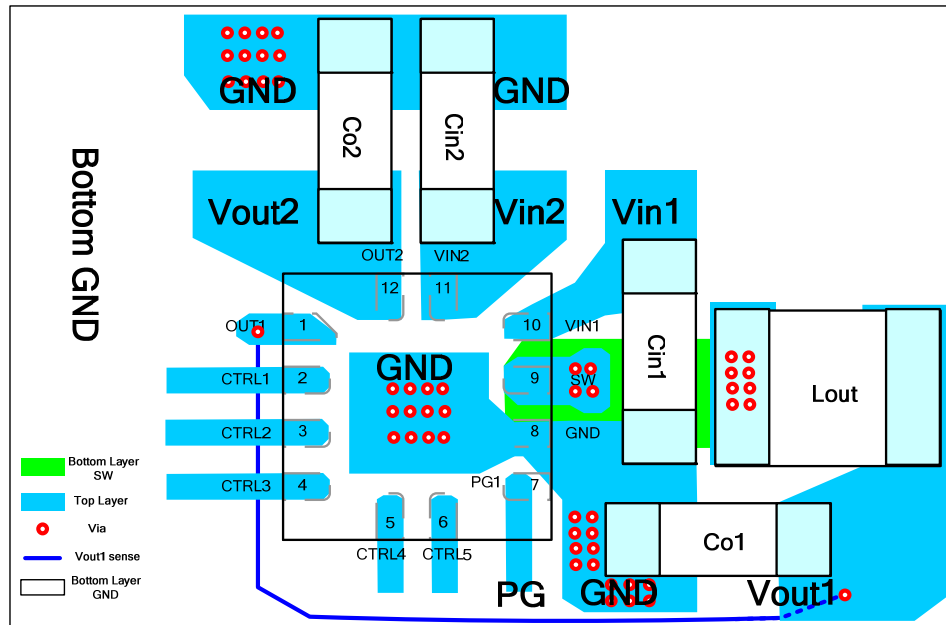 GND
GND
Co2
Cin2
Bottom GND
Vout2
Vin2
Vin1
OUT2
VIN2
12
11
OUT1
1
10
VIN1
Cin1
CTRL1
2
GND
9
SW
Lout
CTRL2
3
8
GND
CTRL3
4
PG1
7
5
6
CTRL4
CTRL5
Co1
PG
GND
Vout1
Bottom Layer
SW
Top Layer
Via
Vout1 sense
Bottom Layer
GND